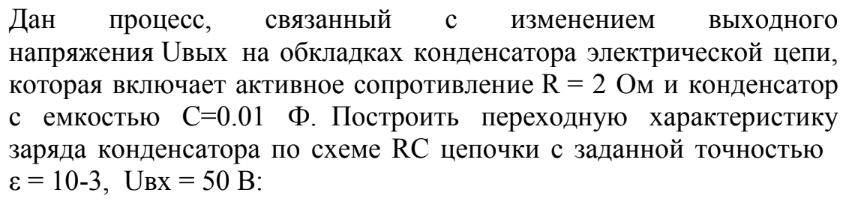 Дан процесс, связанный с изменением выходного
напряжения Uвых на обкладках конденсатора электрической цепи,
которая включает активное сопротивление R = 2 Ом и конденсатор
с емкостью C=0.01 Ф. Построить переходную характеристику
заряда конденсатора по схеме RC цепочки с заданной точностью
ε = 10-3, Uвх = 50 В: